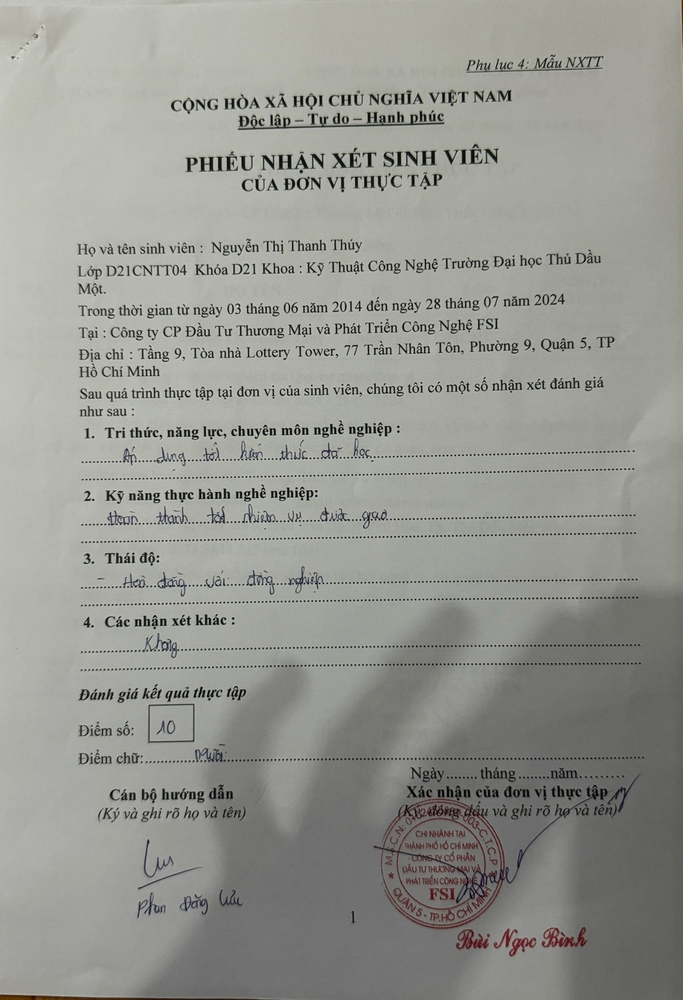 Phụ lục 4: Mẫu NXTT
CỘNG HÒA XÃ HỘI CHỦ NGHĨA VIỆT NAM
Độc lập – Tự do – Hạnh phúc
PHIẾU NHẬN XÉT SINH VIÊN
CỦA ĐƠN VỊ THỰC TẬP
Họ và tên sinh viên : Nguyễn Thị Thanh Thúy
Lớp D21CNTT04 Khóa D21 Khoa : Kỹ Thuật Công Nghệ Trường Đại học Thủ Dầu
Một.
Trong thời gian từ ngày 03 tháng 06 năm 2014 đến ngày 28 tháng 07 năm 2024
Tại : Công ty CP Đầu Tư Thương Mại và Phát Triển Công Nghệ FSI
Địa chỉ : Tầng 9, Tòa nhà Lottery Tower, 77 Trần Nhân Tôn, Phường 9, Quận 5, TP
Hồ Chí Minh
Sau quá trình thực tập tại đơn vị của sinh viên, chúng tôi có một số nhận xét đánh giá
như sau :
1. Tri thức, năng lực, chuyên môn nghề nghiệp :
Áp dụng tốt kiến thức đã học
2. Kỹ năng thực hành nghề nghiệp:
Hoàn thành tốt nhiệm vụ được giao
3. Thái độ:
– Hoà đồng với đồng nghiệp
4. Các nhận xét khác :
Không
Đánh giá kết quả thực tập
Điểm số: 10
Điểm chữ:.............người.............
Ngày........ tháng........năm.........
Cán bộ hướng dẫn
(Ký và ghi rõ họ và tên)
Phan Đăng Lưu
Xác nhận của đơn vị thực tập
(Ký, đóng dấu và ghi rõ họ và tên)
CHI NHÁNH TẠI
THÀNH PHỐ HỒ CHÍ MINH
- CÔNG TY CỔ PHẦN
ĐẦU TƯ THƯƠNG MẠI VÀ
PHÁT TRIỂN CÔNG NGHỆ
FSI
QUẬN 5 - TP.HỒ CHÍ MINH
1
Bùi Ngọc Bình